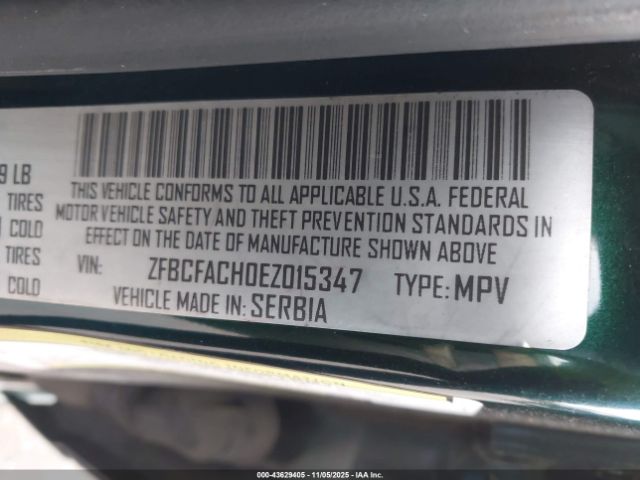 9 LB
TIRES
COLD
TIRES
COLD
THIS VEHICLE CONFORMS TO ALL APPLICABLE U.S.A. FEDERAL
MOTOR VEHICLE SAFETY AND THEFT PREVENTION STANDARDS IN
EFFECT ON THE DATE OF MANUFACTURE SHOWN ABOVE
VIN: ZFBCFACH0EZ015347 TYPE: MPV
VEHICLE MADE IN: SERBIA
000-43629405 - 11/05/2025 - IAAI.COM